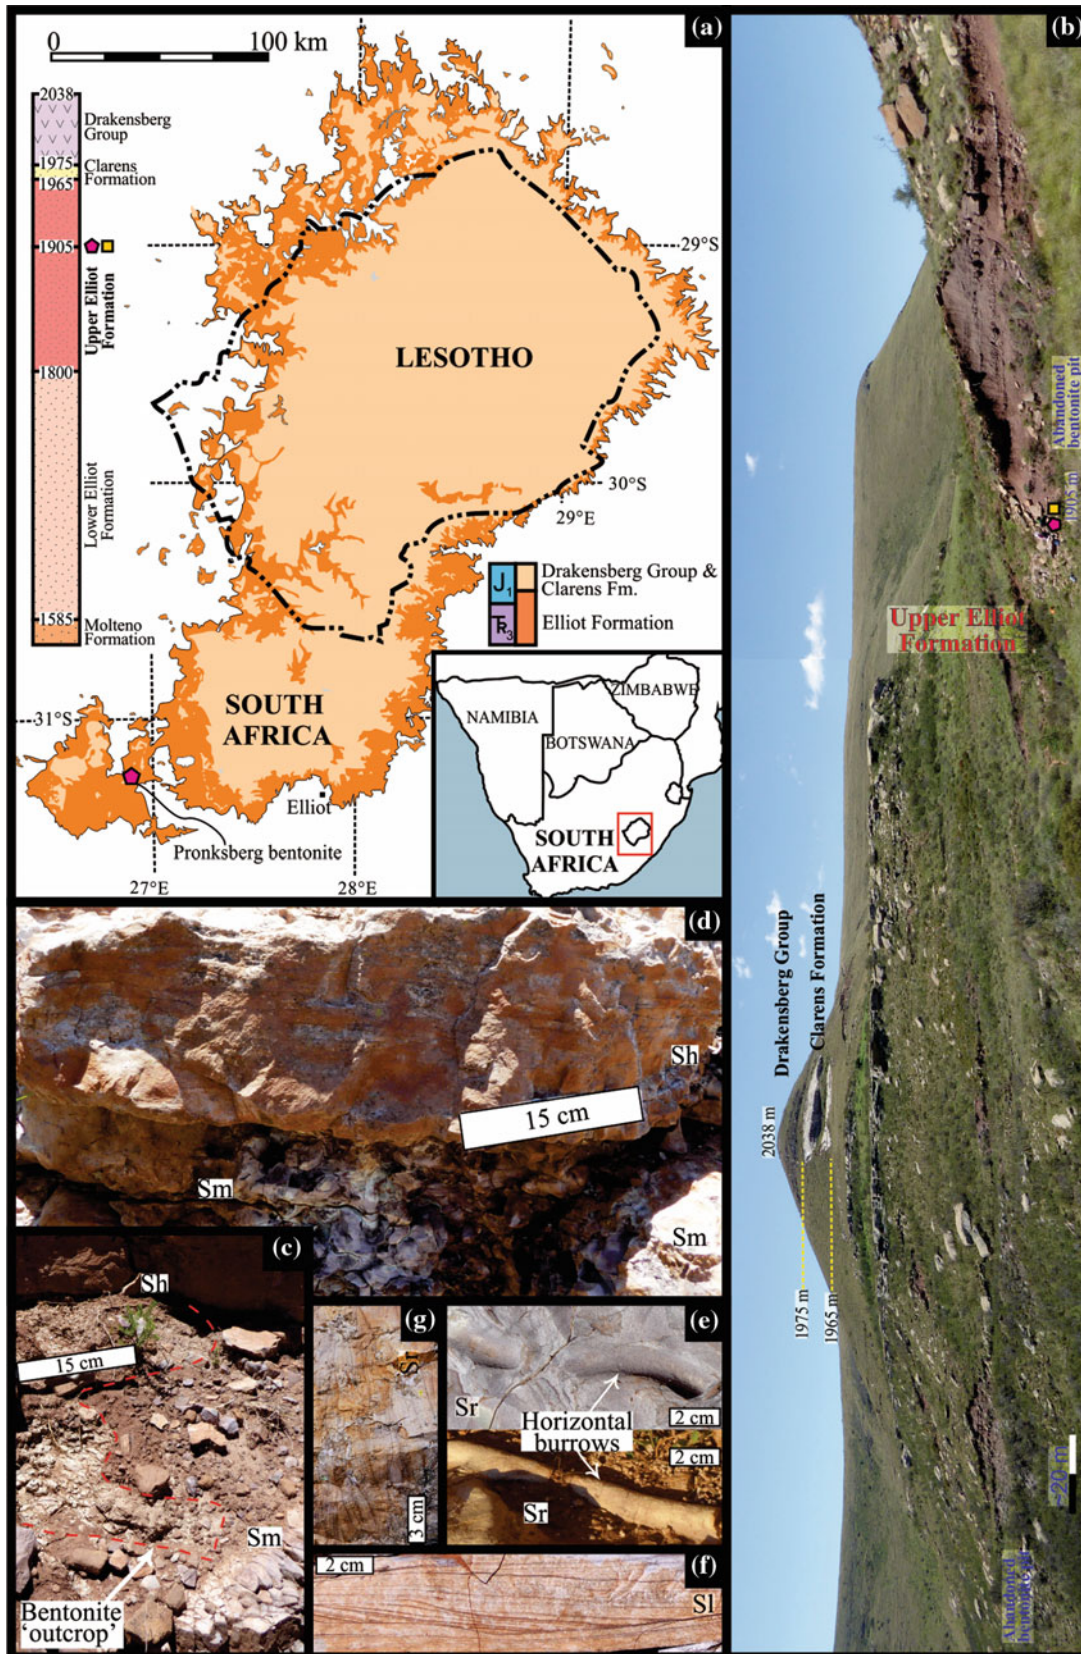 (a)
0
100 km
2038
Drakensberg
Group
1975
Clarens
Formation
1965
1905
Upper Elliot
Formation
1800
Lower Elliot
Formation
1585
Molteno
Formation
29°S
LESOTHO
30°S
29°E
J1
Drakensberg Group &
Clarens Fm.
TR3
Elliot Formation
31°S
SOUTH
AFRICA
Elliot
Pronksberg bentonite
27°E
28°E
ZIMBABWE
NAMIBIA
BOTSWANA
SOUTH
AFRICA
(b)
Abandoned
bentonite pit
1905 m
Upper Elliot
Formation
Drakensberg Group
Clarens Formation
2038 m
1975 m
1965 m
~20 m
Abandoned
bentonite pit
(d)
Sh
15 cm
Sm
Sm
(c)
Sh
15 cm
Sm
Bentonite
‘outcrop’
(g)
Sr
3 cm
(e)
Sr
2 cm
Horizontal
burrows
2 cm
Sr
(f)
2 cm
Sl